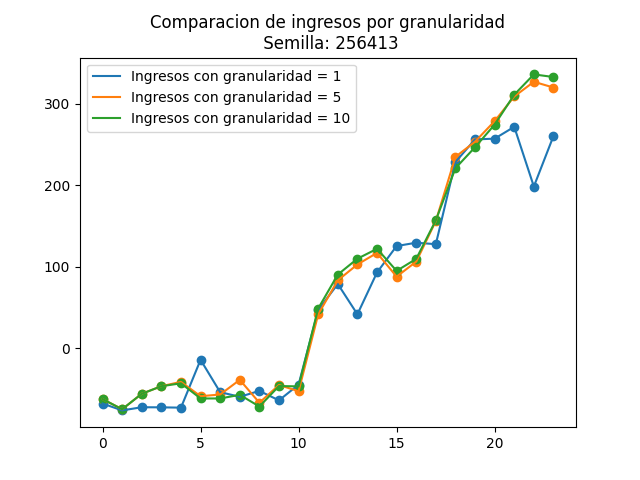 Comparacion de ingresos por granularidad
Semilla: 256413
Ingresos con granularidad = 1
Ingresos con granularidad = 5
Ingresos con granularidad = 10
300
200
100
0
0 5 10 15 20